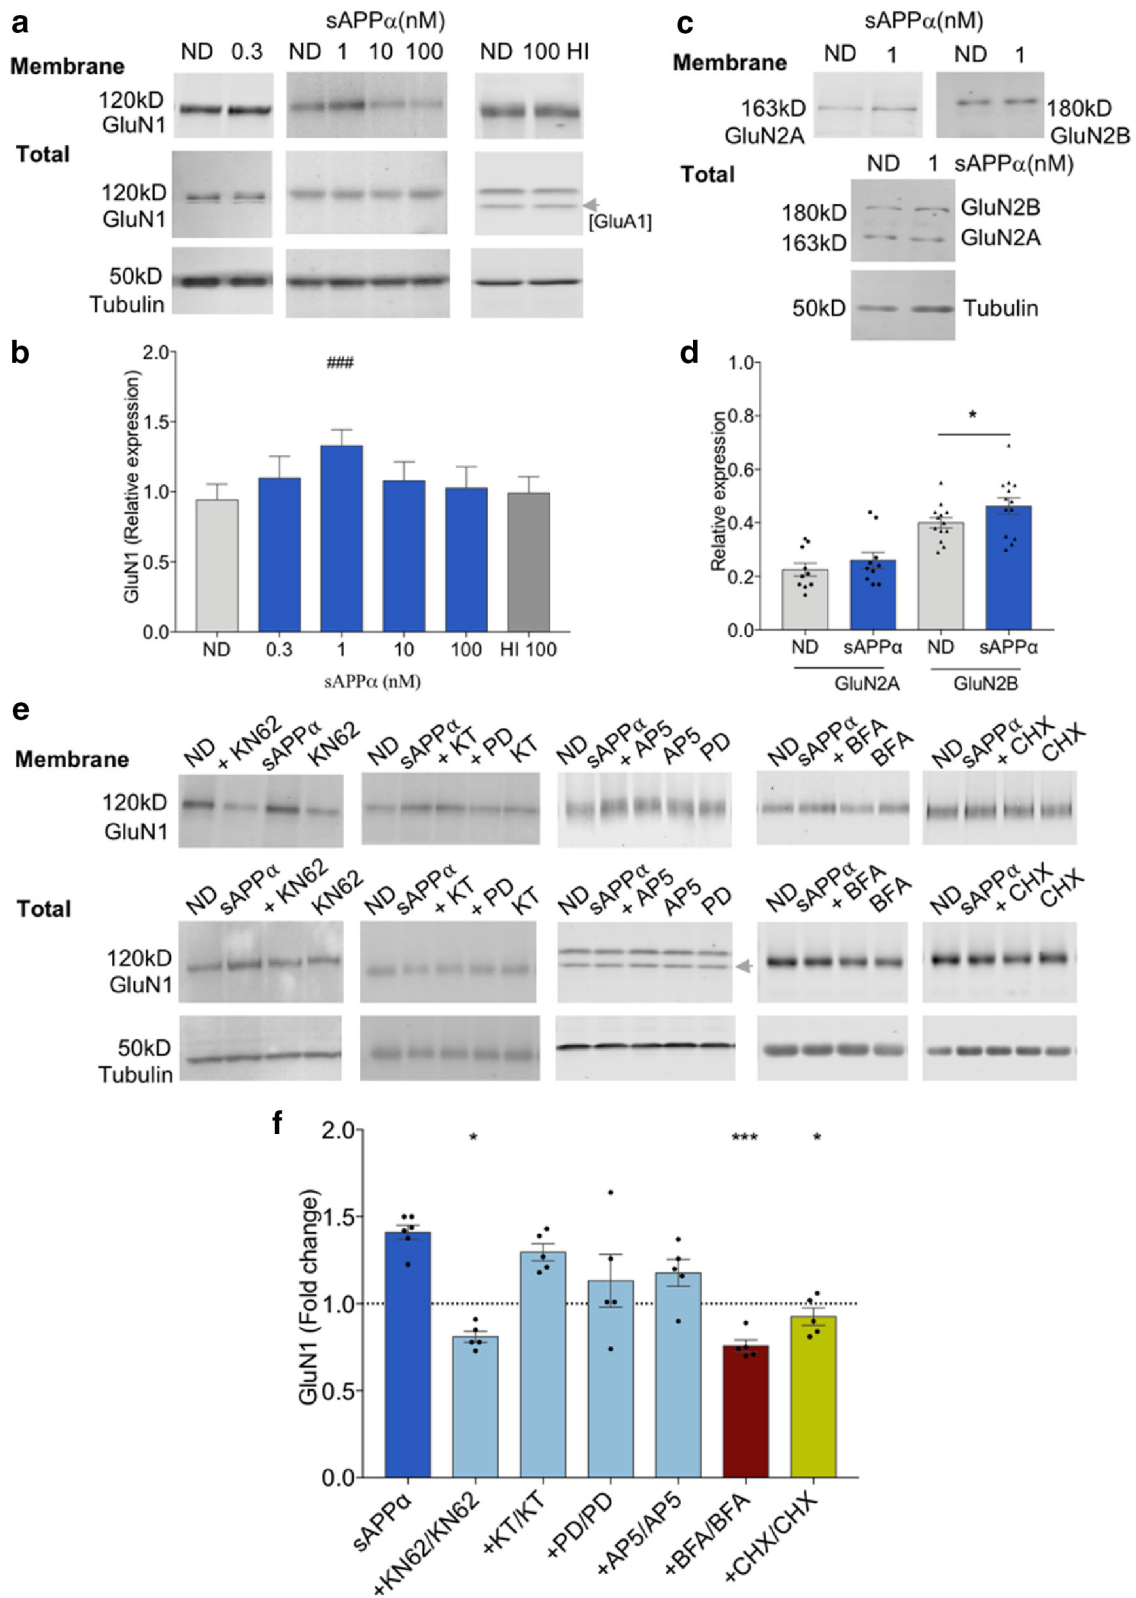 a
sAPPα(nM)
ND 0.3 ND 1 10 100 ND 100 HI
Membrane
120kD
GluN1
Total
120kD
GluN1
[GluA1]
50kD
Tubulin
c
sAPPα(nM)
ND 1 ND 1
Membrane
163kD
GluN2A
180kD
GluN2B
Total
ND 1 sAPPα(nM)
180kD GluN2B
163kD GluN2A
50kD Tubulin
b
GluN1 (Relative expression)
2.0
1.5
1.0
0.5
0.0
###
ND 0.3 1 10 100 HI 100
sAPPα (nM)
d
Relative expression
1.0
0.8
0.6
0.4
0.2
0.0
*
ND sAPPα ND sAPPα
GluN2A GluN2B
e
ND + KN62 sAPPα KN62 ND sAPPα + KT + PD KT ND sAPPα + AP5 AP5 PD ND sAPPα + BFA BFA ND sAPPα + CHX CHX
Membrane
120kD
GluN1
ND sAPPα + KN62 KN62 ND sAPPα + KT + PD KT ND sAPPα + AP5 AP5 PD ND sAPPα + BFA BFA ND sAPPα + CHX CHX
Total
120kD
GluN1
50kD
Tubulin
f
GluN1 (Fold change)
2.0
1.5
1.0
0.5
0.0
* *** *
sAPPα +KN62/KN62 +KT/KT +PD/PD +AP5/AP5 +BFA/BFA +CHX/CHX